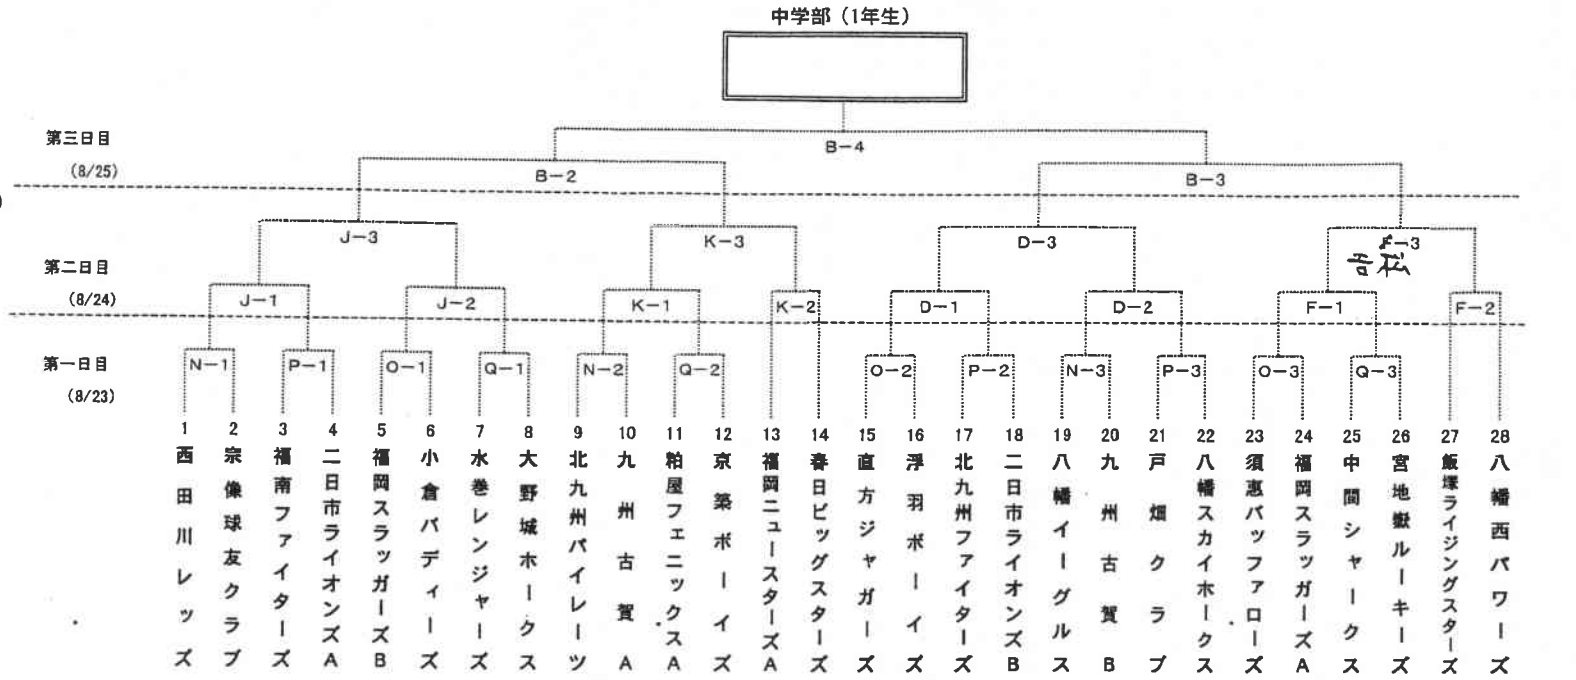 中学部（1年生）
第三日目
(8/25)
B－4
B－2
B－3
J－3
K－3
D－3
F－3
吉松
第二日目
(8/24)
J－1
J－2
K－1
K－2
D－1
D－2
F－1
F－2
第一日目
(8/23)
N－1
P－1
O－1
Q－1
N－2
Q－2
O－2
P－2
N－3
P－3
O－3
Q－3
1 西田川レッズ
2 宗像球友クラブ
3 福南ファイターズ
4 二日市ライオンズA
5 福岡スラッガーズB
6 小倉バディーズ
7 水巻レンジャーズ
8 大野城ホークス
9 北九州パイレーツ
10 九州古賀A
11 粕屋フェニックスA
12 京築ボーイズ
13 福岡ニュースターズA
14 春日ビッグスターズ
15 直方ジャガーズ
16 浮羽ボーイズ
17 北九州ファイターズ
18 二日市ライオンズB
19 八幡イーグルス
20 九州古賀B
21 戸畑クラブ
22 八幡スカイホークス
23 須恵バッファローズ
24 福岡スラッガーズA
25 中間シャークス
26 宮地嶽ルーキーズ
27 飯塚ライジングスターズ
28 八幡西パワーズ